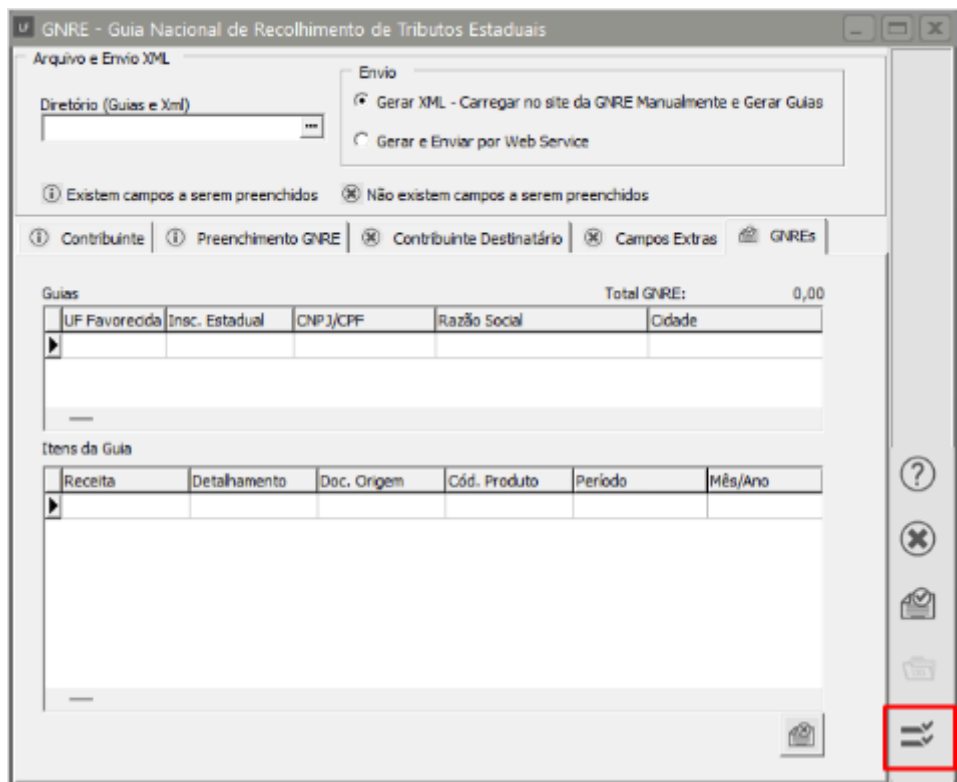 UF GNRE - Guia Nacional de Recolhimento de Tributos Estaduais
Arquivo e Envio XML
Diretório (Guias e Xml)
Envio
Gerar XML - Carregar no site da GNRE Manualmente e Gerar Guias
Gerar e Enviar por Web Service
Existem campos a serem preenchidos Não existem campos a serem preenchidos
Contribuinte Preenchimento GNRE Contribuinte Destinatário Campos Extras GNREs
Guias Total GNRE: 0,00
UF Favorecida Insc. Estadual CNPJ/CPF Razão Social Cidade
Itens da Guia
Receita Detalhamento Doc. Origem Cód. Produto Período Mês/Ano